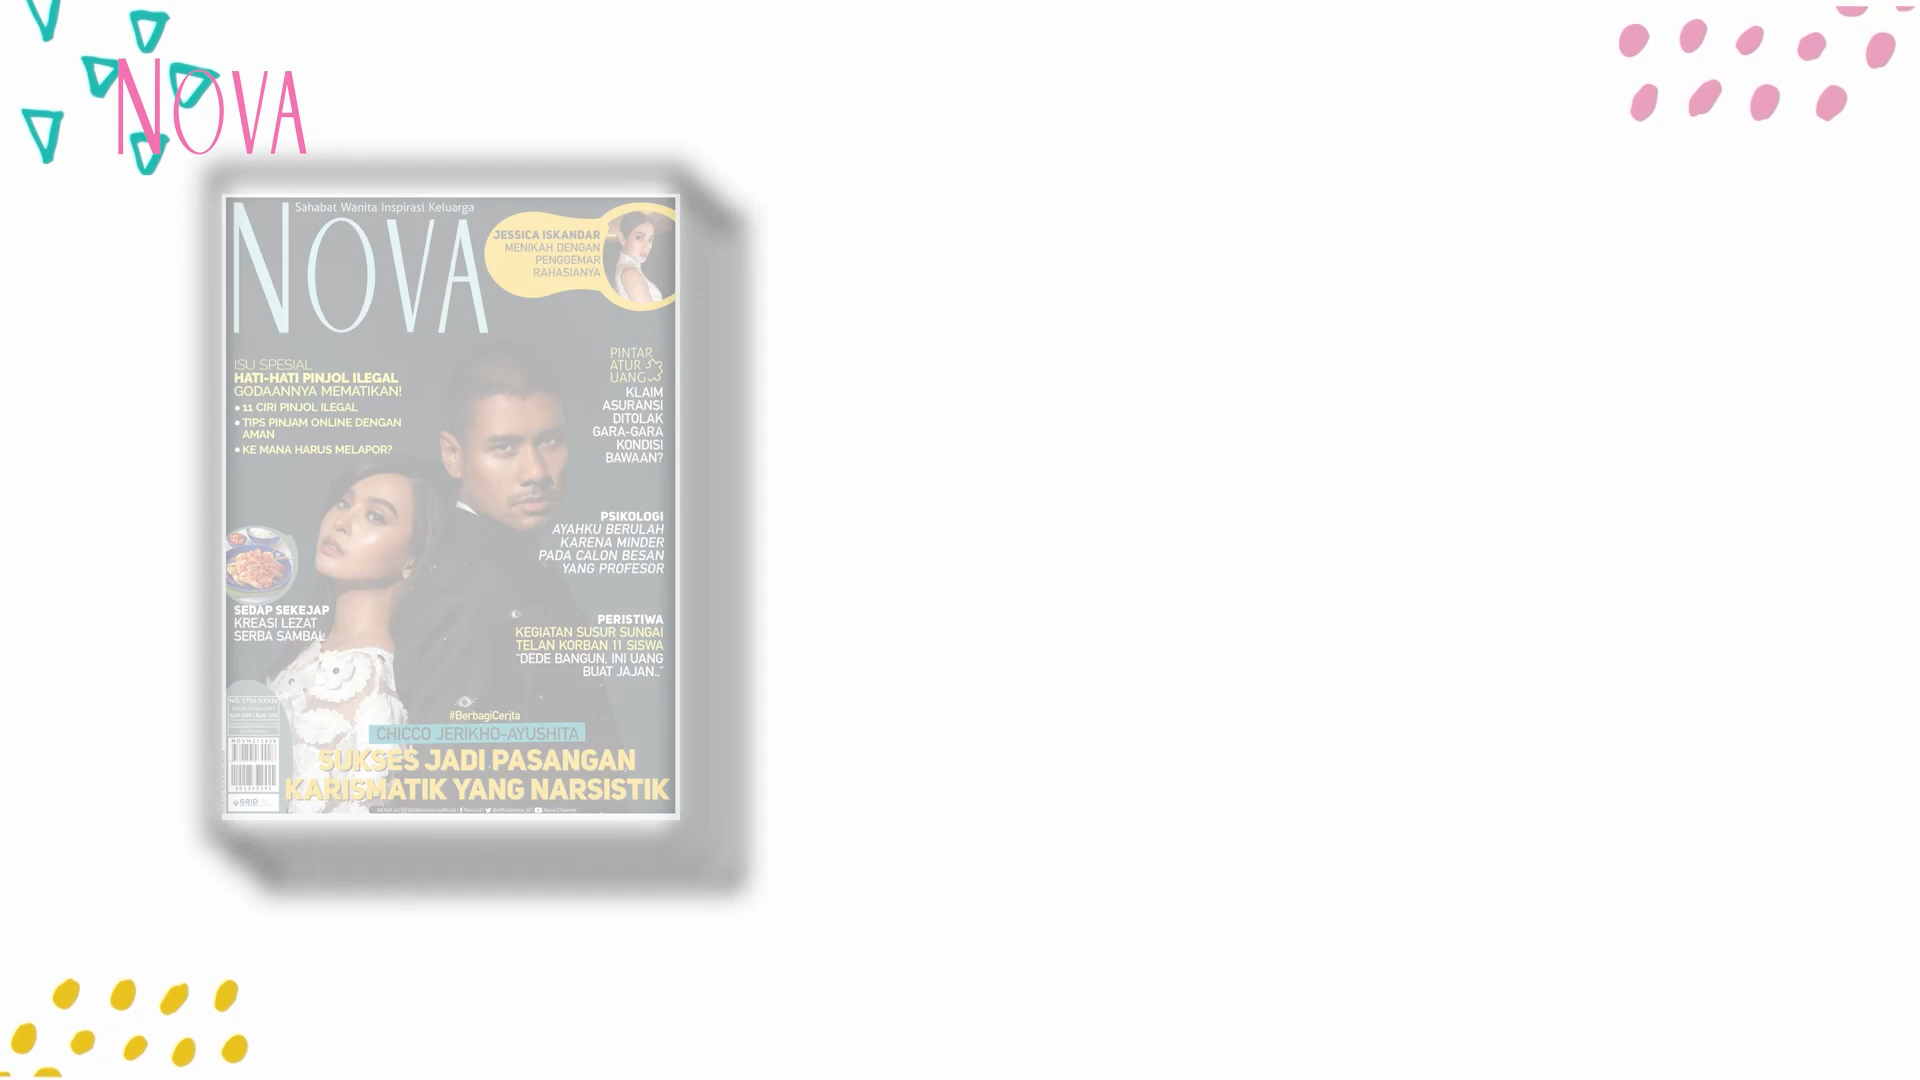 NOVA
Sahabat Wanita Inspirasi Keluarga
NOVA
JESSICA ISKANDAR
MENIKAH DENGAN
PENGGEMAR
RAHASIANYA
ISU SPESIAL
HATI-HATI PINJOL ILEGAL
GODAANNYA MEMATIKAN!
• 11 CIRI PINJOL ILEGAL
• TIPS PINJAM ONLINE DENGAN
AMAN
• KE MANA HARUS MELAPOR?
PINTAR
ATUR
UANG
KLAIM
ASURANSI
DITOLAK
GARA-GARA
KONDISI
BAWAAN?
PSIKOLOGI
AYAHKU BERULAH
KARENA MINDER
PADA CALON BESAN
YANG PROFESOR
SEDAP SEKEJAP
KREASI LEZAT
SERBA SAMBAL
PERISTIWA
KEGIATAN SUSUR SUNGAI
TELAN KORBAN 11 SISWA
"DEDE BANGUN, INI UANG
BUAT JAJAN.."
#BerbagiCerita
CHICCO JERIKHO-AYUSHITA
SUKSES JADI PASANGAN
KARISMATIK YANG NARSISTIK
GRID